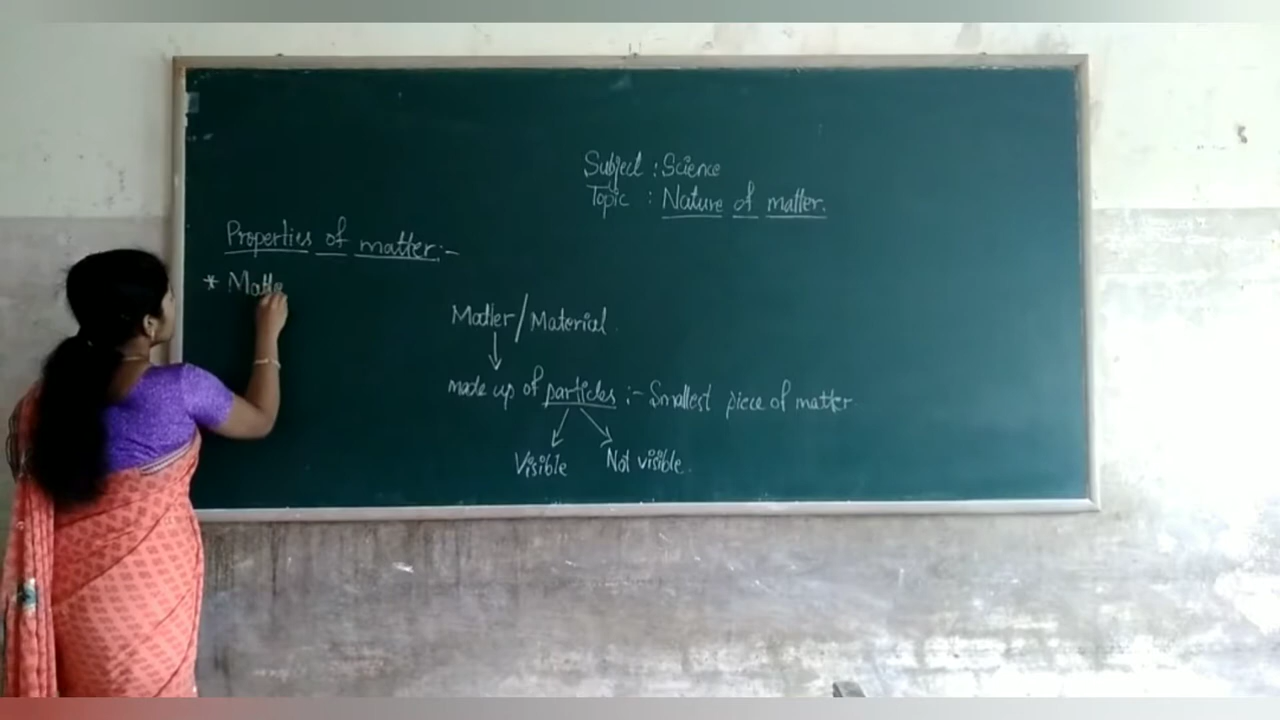 Subject : Science
Topic : Nature of matter.
Properties of matter:-
* Matte
Matter/Material.
made up of particles :- Smallest piece of matter
Visible Not visible.